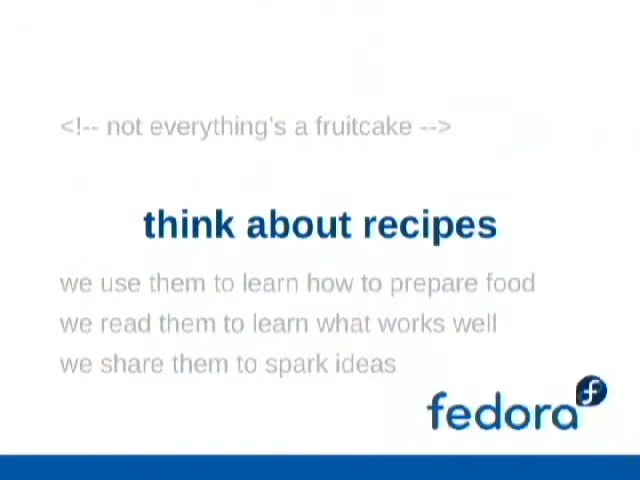 <!-- not everything's a fruitcake -->
think about recipes
we use them to learn how to prepare food
we read them to learn what works well
we share them to spark ideas
fedora